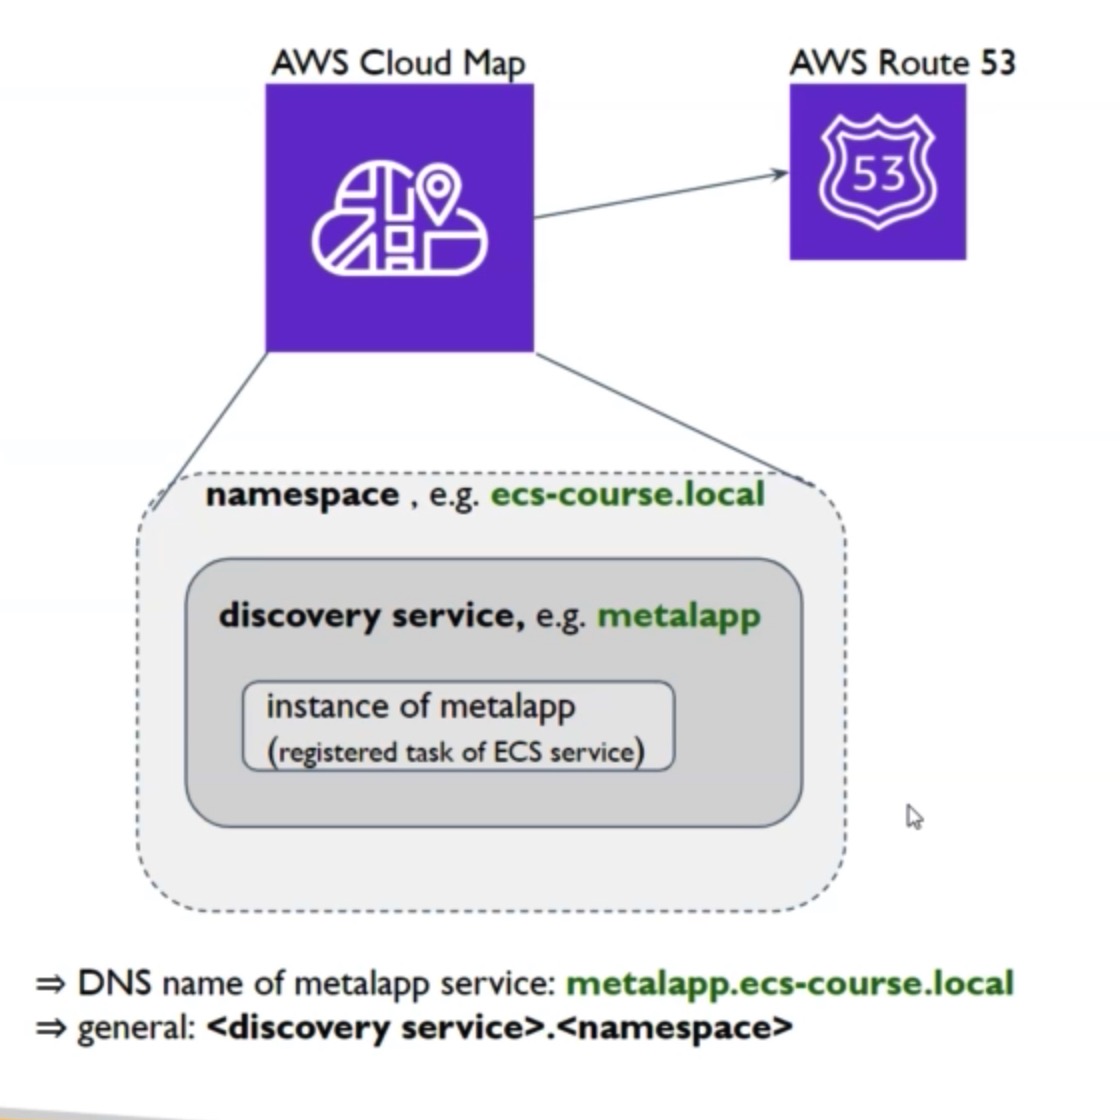 AWS Cloud Map
AWS Route 53
53
namespace , e.g. ecs-course.local
discovery service, e.g. metalapp
instance of metalapp
(registered task of ECS service)
⇒ DNS name of metalapp service: metalapp.ecs-course.local
⇒ general: <discovery service>.<namespace>